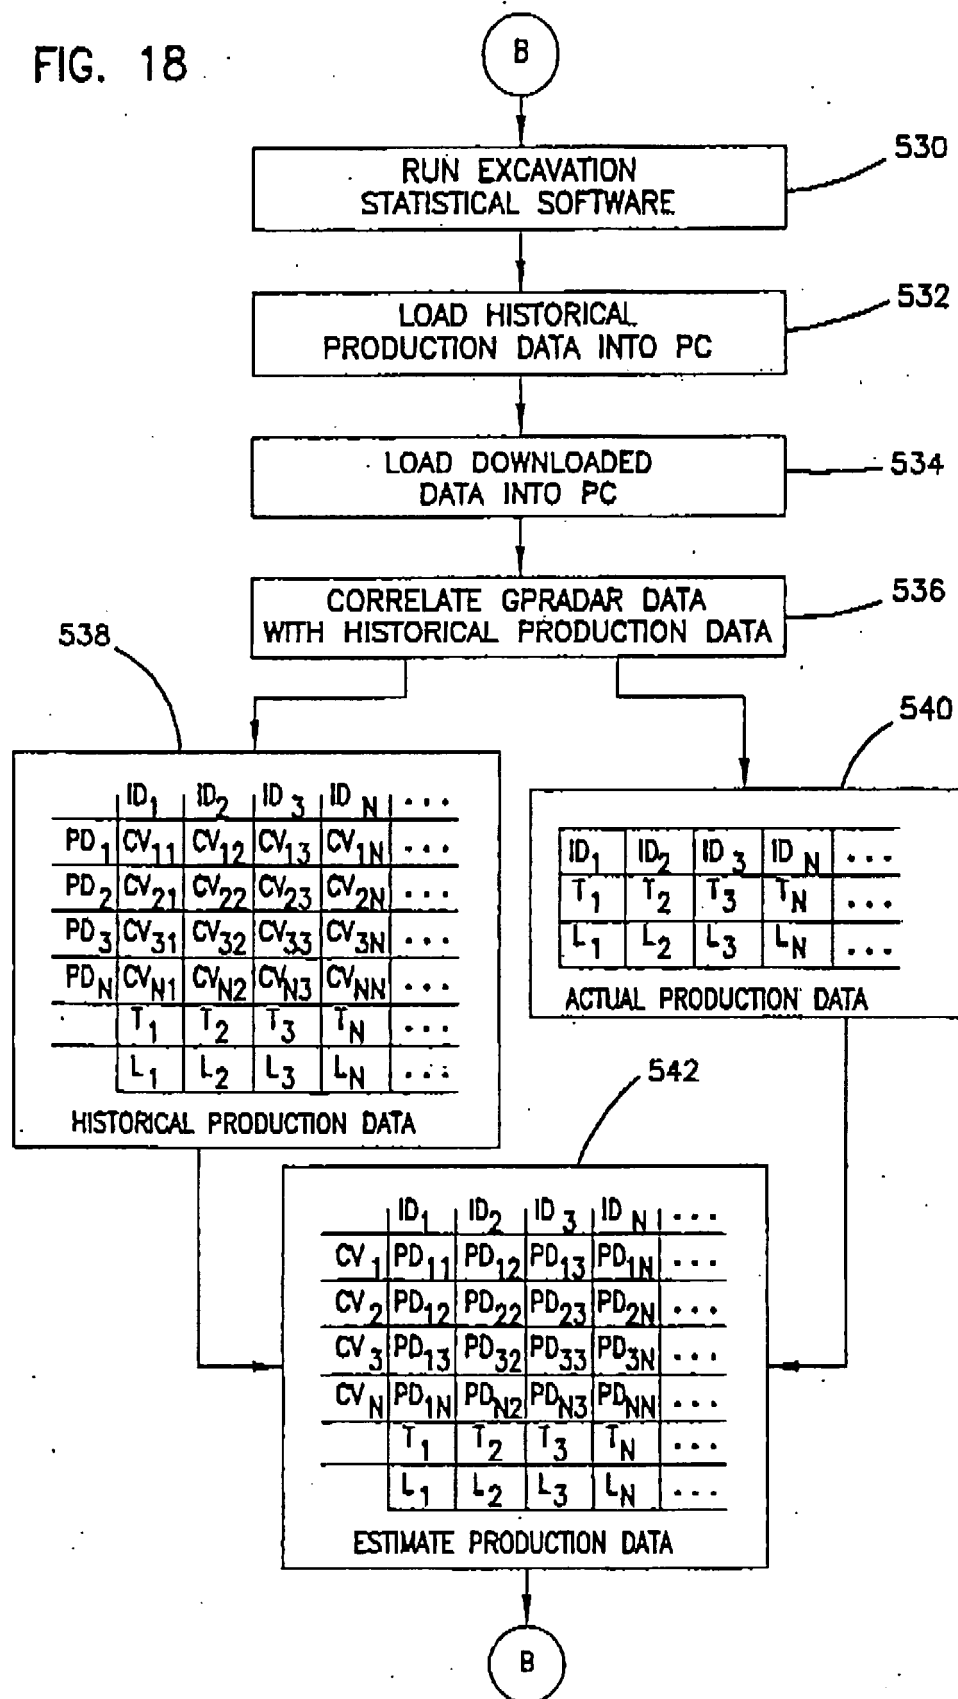 FIG. 18
B
RUN EXCAVATION
STATISTICAL SOFTWARE
530
LOAD HISTORICAL
PRODUCTION DATA INTO PC
532
LOAD DOWNLOADED
DATA INTO PC
534
CORRELATE GPRADAR DATA
WITH HISTORICAL PRODUCTION DATA
536
538
ID1 ID2 ID3 IDN ...
PD1 CV11 CV12 CV13 CV1N ...
PD2 CV21 CV22 CV23 CV2N ...
PD3 CV31 CV32 CV33 CV3N ...
PDN CVN1 CVN2 CVN3 CVNN ...
T1 T2 T3 TN ...
L1 L2 L3 LN ...
HISTORICAL PRODUCTION DATA
540
ID1 ID2 ID3 IDN ...
T1 T2 T3 TN ...
L1 L2 L3 LN ...
ACTUAL PRODUCTION DATA
542
ID1 ID2 ID3 IDN ...
CV1 PD11 PD12 PD13 PD1N ...
CV2 PD12 PD22 PD23 PD2N ...
CV3 PD13 PD32 PD33 PD3N ...
CVN PD1N PDN2 PDN3 PDNN ...
T1 T2 T3 TN ...
L1 L2 L3 LN ...
ESTIMATE PRODUCTION DATA
B